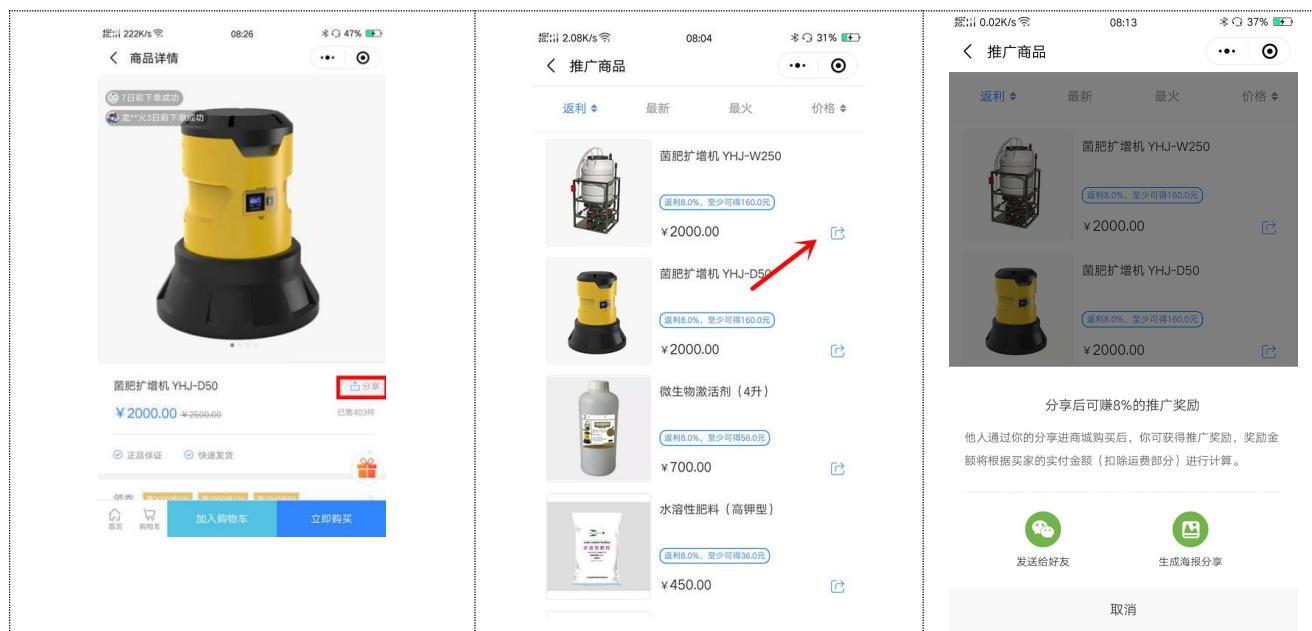 222K/s
08:26
47%
商品详情
7日前下单成功
龙**火3日前下单成功
菌肥扩增机 YHJ-D50
分享
￥2000.00 ￥2500.00
已售403件
正品保证 快速发货
领券
首页 购物车 加入购物车 立即购买
2.08K/s
08:04
31%
推广商品
返利 最新 最火 价格
菌肥扩增机 YHJ-W250
返利8.0%，至少可得160.0元
￥2000.00
菌肥扩增机 YHJ-D50
返利8.0%，至少可得160.0元
￥2000.00
微生物激活剂（4升）
返利8.0%，至少可得56.0元
￥700.00
水溶性肥料（高钾型）
水溶肥料
返利8.0%，至少可得36.0元
￥450.00
0.02K/s
08:13
37%
推广商品
返利 最新 最火 价格
菌肥扩增机 YHJ-W250
返利8.0%，至少可得160.0元
￥2000.00
菌肥扩增机 YHJ-D50
返利8.0%，至少可得160.0元
￥2000.00
分享后可赚8%的推广奖励
他人通过你的分享进商城购买后，你可获得推广奖励，奖励金
额将根据买家的实付金额（扣除运费部分）进行计算。
发送给好友 生成海报分享
取消